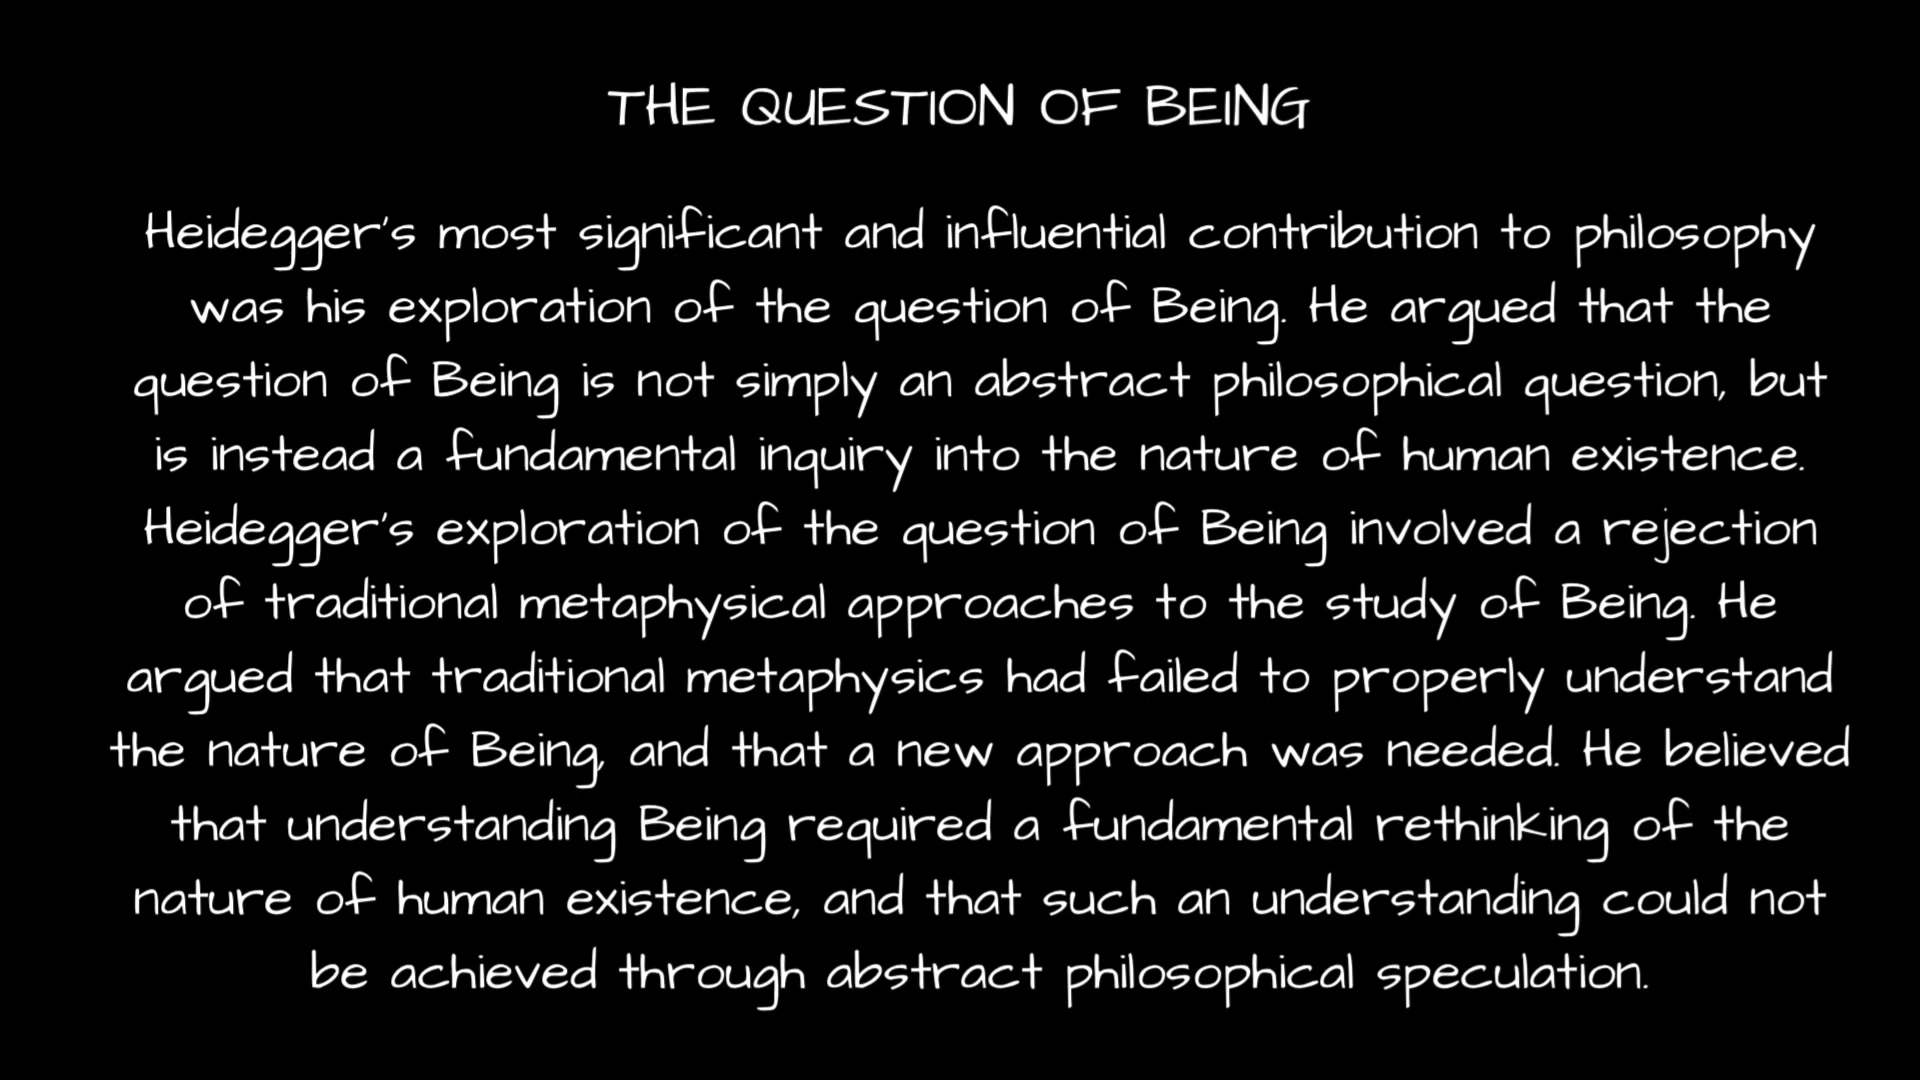 THE QUESTION OF BEING
Heidegger's most significant and influential contribution to philosophy
was his exploration of the question of Being. He argued that the
question of Being is not simply an abstract philosophical question, but
is instead a fundamental inquiry into the nature of human existence.
Heidegger's exploration of the question of Being involved a rejection
of traditional metaphysical approaches to the study of Being. He
argued that traditional metaphysics had failed to properly understand
the nature of Being, and that a new approach was needed. He believed
that understanding Being required a fundamental rethinking of the
nature of human existence, and that such an understanding could not
be achieved through abstract philosophical speculation.